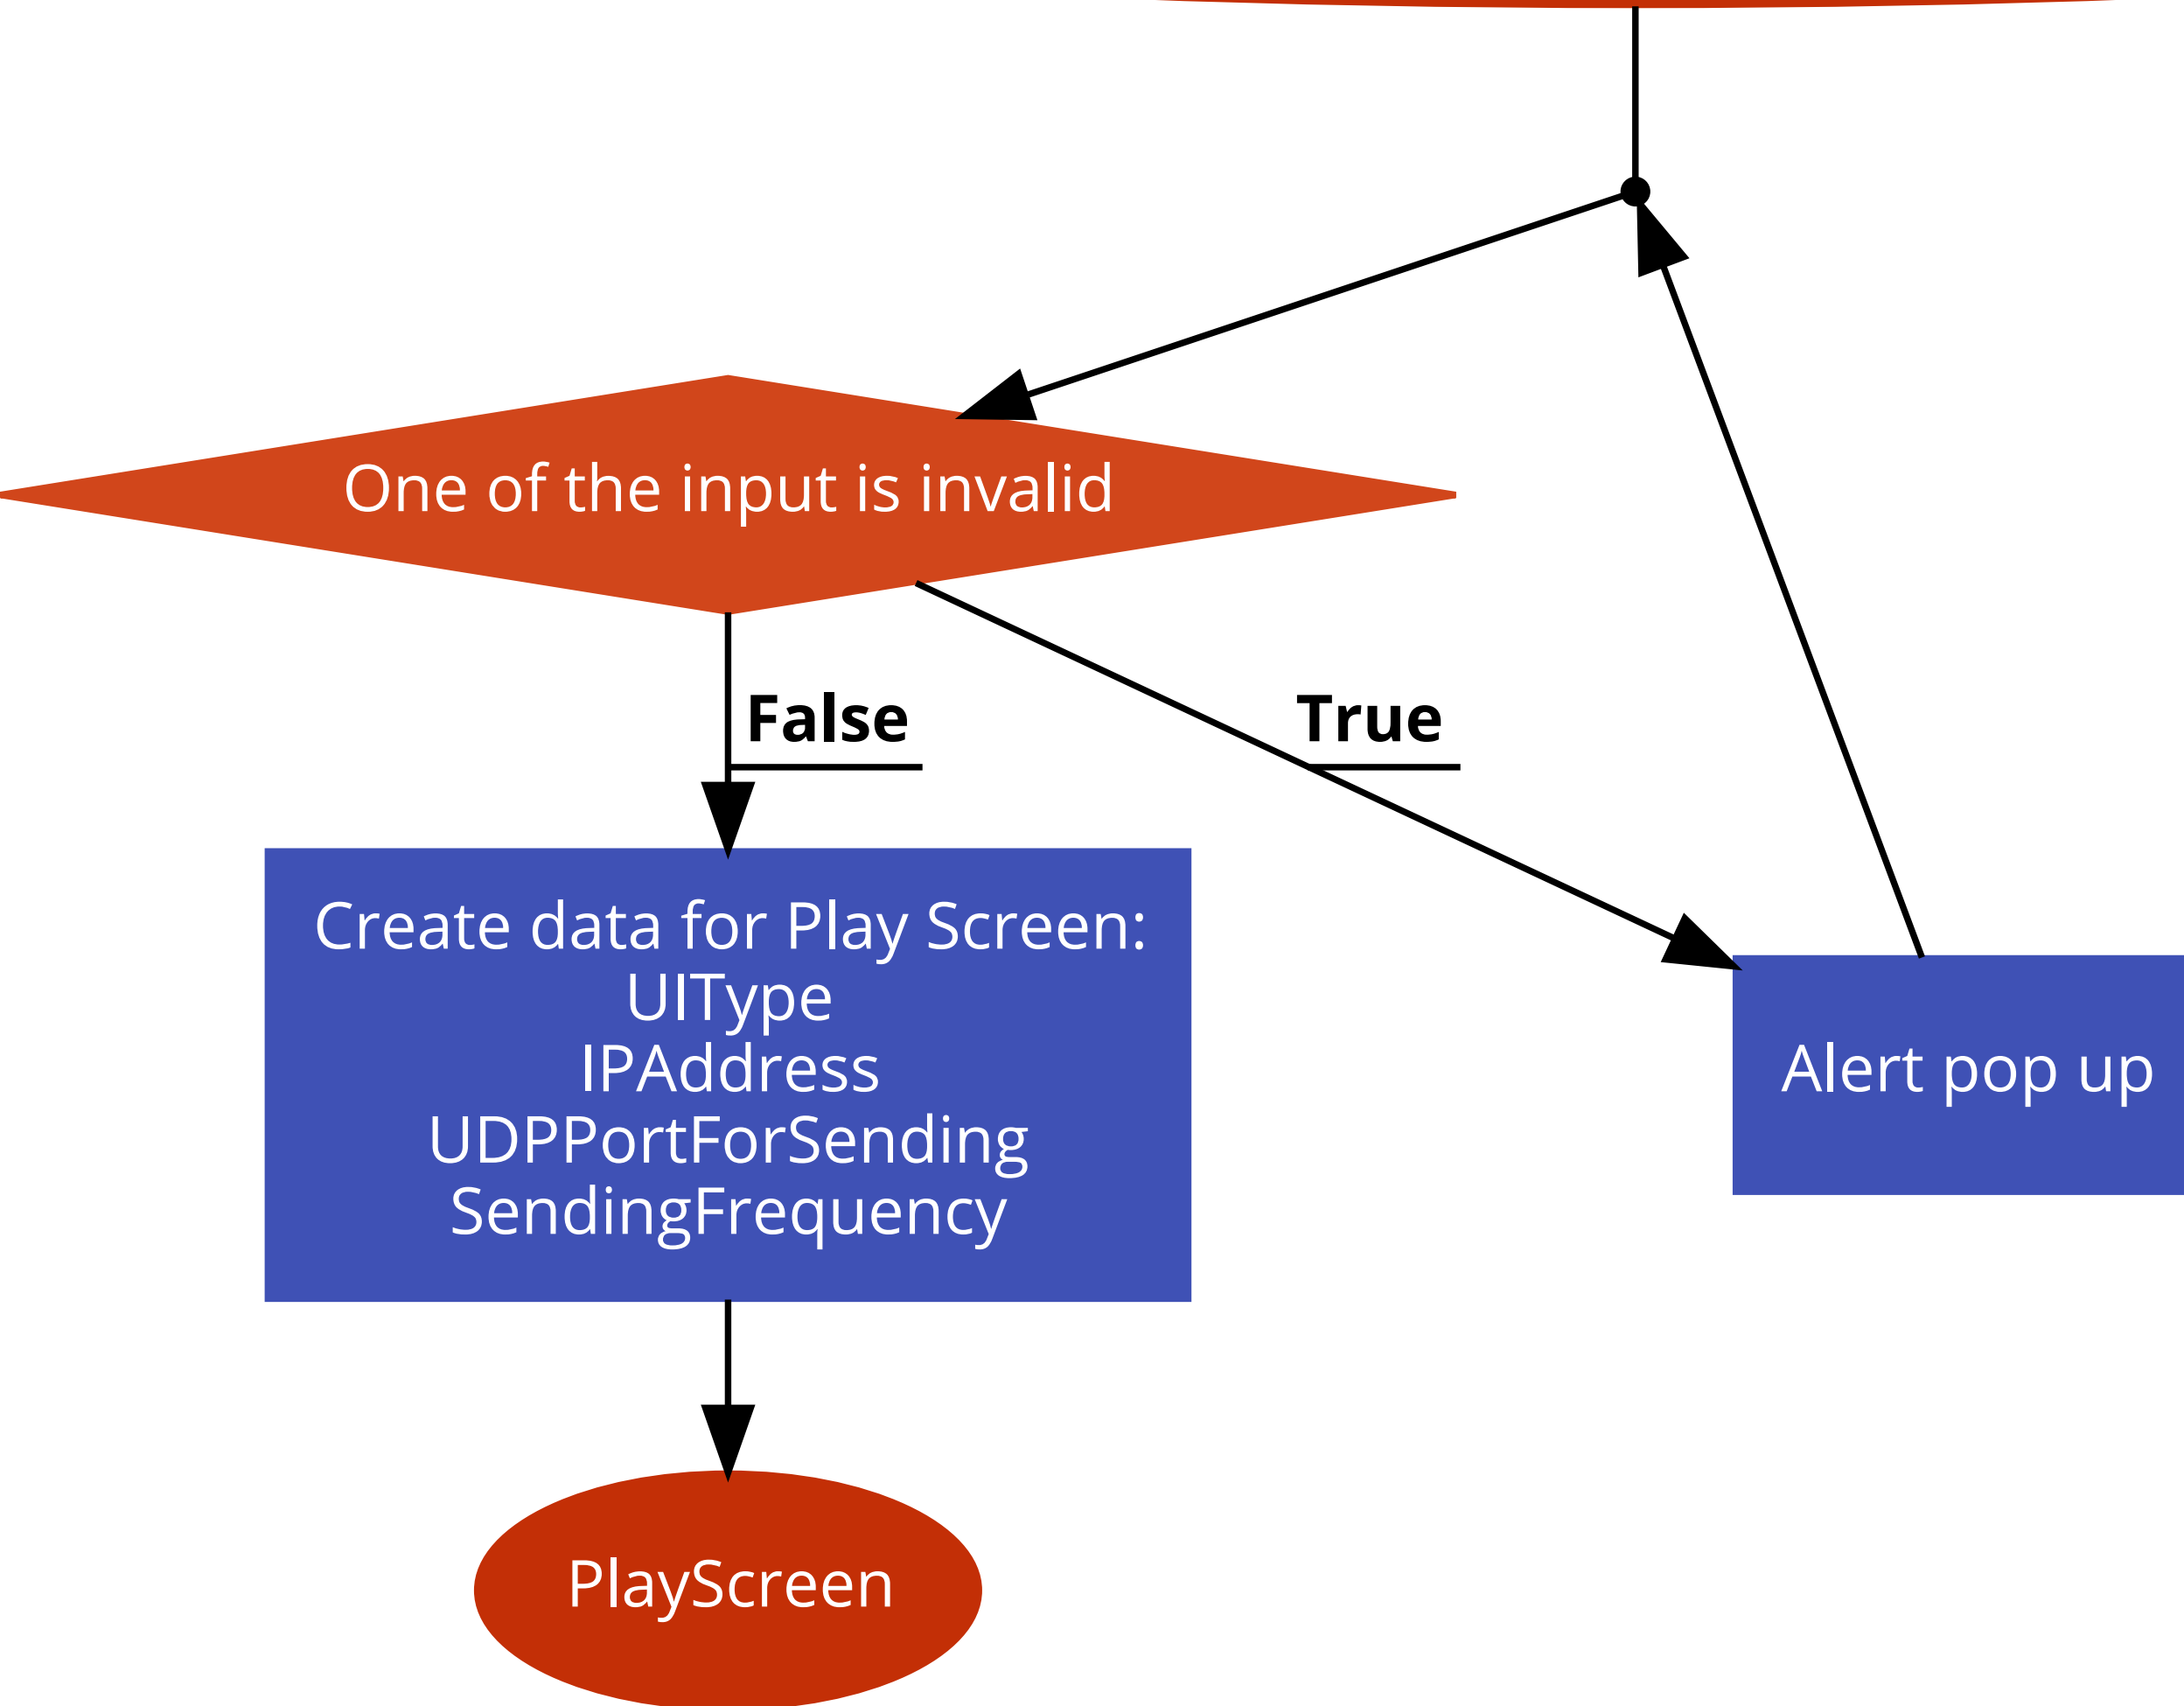 One of the input is invalid
False
True
Create data for Play Screen:
UIType
IPAddress
UDPPortForSending
SendingFrequency
Alert pop up
PlayScreen